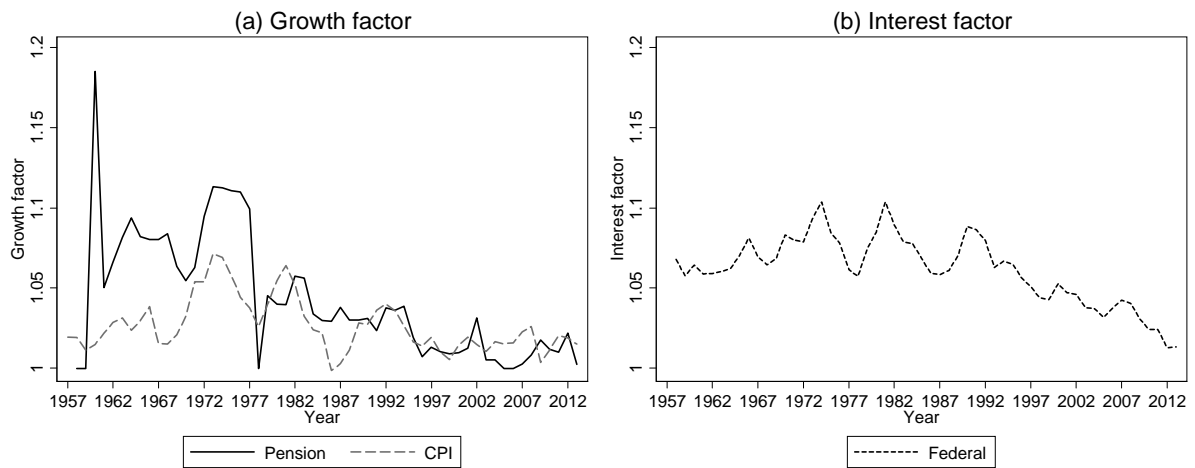 (a) Growth factor
Growth factor
1.2
1.15
1.1
1.05
1
1957 1962 1967 1972 1977 1982 1987 1992 1997 2002 2007 2012
Year
Pension CPI
(b) Interest factor
Interest factor
1.2
1.15
1.1
1.05
1
1957 1962 1967 1972 1977 1982 1987 1992 1997 2002 2007 2012
Year
Federal